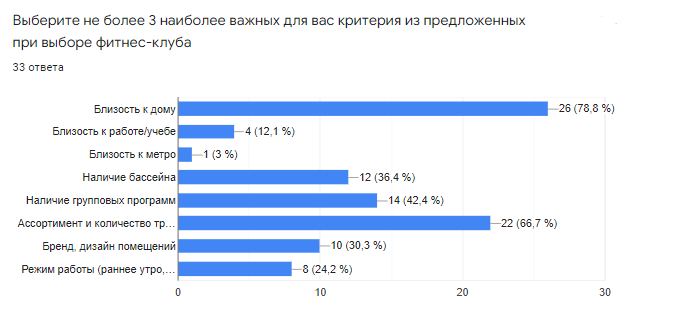 Выберите не более 3 наиболее важных для вас критерия из предложенных
при выборе фитнес-клуба
33 ответа
Близость к дому 26 (78,8 %)
Близость к работе/учебе 4 (12,1 %)
Близость к метро 1 (3 %)
Наличие бассейна 12 (36,4 %)
Наличие групповых программ 14 (42,4 %)
Ассортимент и количество тр… 22 (66,7 %)
Бренд, дизайн помещений 10 (30,3 %)
Режим работы (раннее утро,… 8 (24,2 %)
0 10 20 30